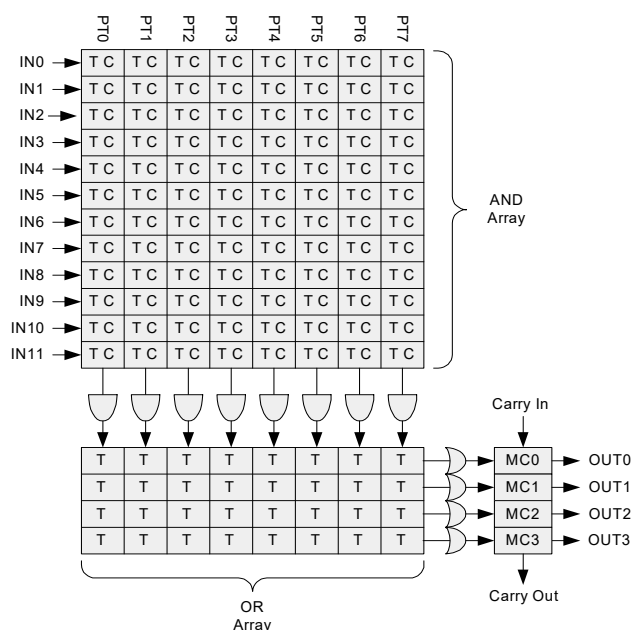 PT0 PT1 PT2 PT3 PT4 PT5 PT6 PT7
IN0 T C T C T C T C T C T C T C T C
IN1 T C T C T C T C T C T C T C T C
IN2 T C T C T C T C T C T C T C T C
IN3 T C T C T C T C T C T C T C T C
IN4 T C T C T C T C T C T C T C T C
IN5 T C T C T C T C T C T C T C T C
IN6 T C T C T C T C T C T C T C T C
IN7 T C T C T C T C T C T C T C T C
IN8 T C T C T C T C T C T C T C T C
IN9 T C T C T C T C T C T C T C T C
IN10 T C T C T C T C T C T C T C T C
IN11 T C T C T C T C T C T C T C T C
AND
Array
Carry In
T T T T T T T T MC0 OUT0
T T T T T T T T MC1 OUT1
T T T T T T T T MC2 OUT2
T T T T T T T T MC3 OUT3
Carry Out
OR
Array